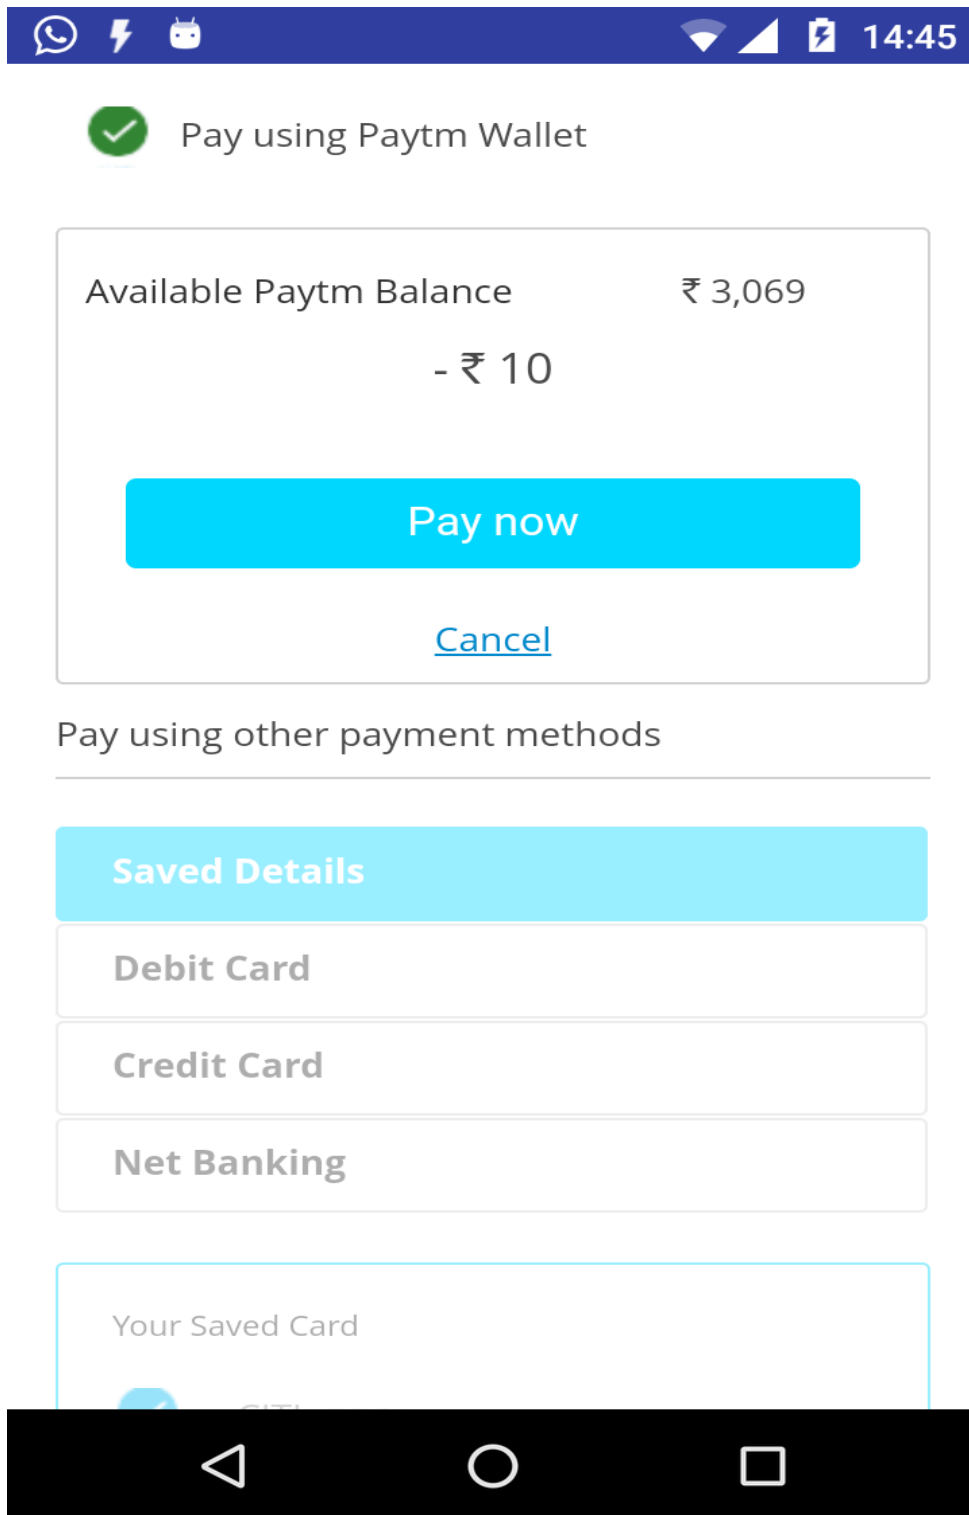 14:45
Pay using Paytm Wallet
Available Paytm Balance ₹ 3,069
- ₹ 10
Pay now
Cancel
Pay using other payment methods
Saved Details
Debit Card
Credit Card
Net Banking
Your Saved Card